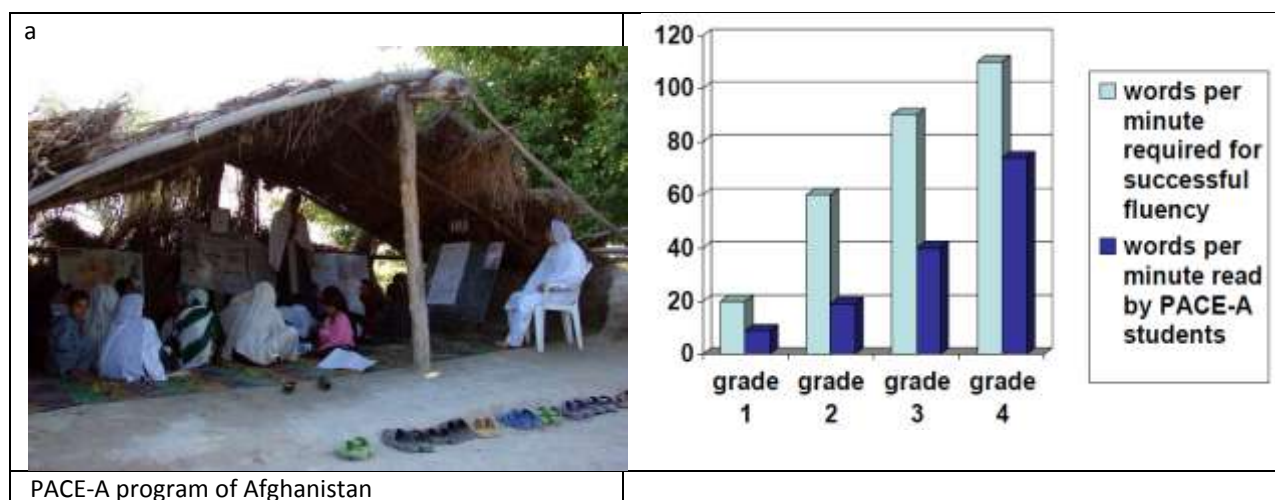 a
PACE-A program of Afghanistan
120
100
80
60
40
20
0
grade
1
grade
2
grade
3
grade
4
words per
minute
required for
successful
fluency
words per
minute read
by PACE-A
students